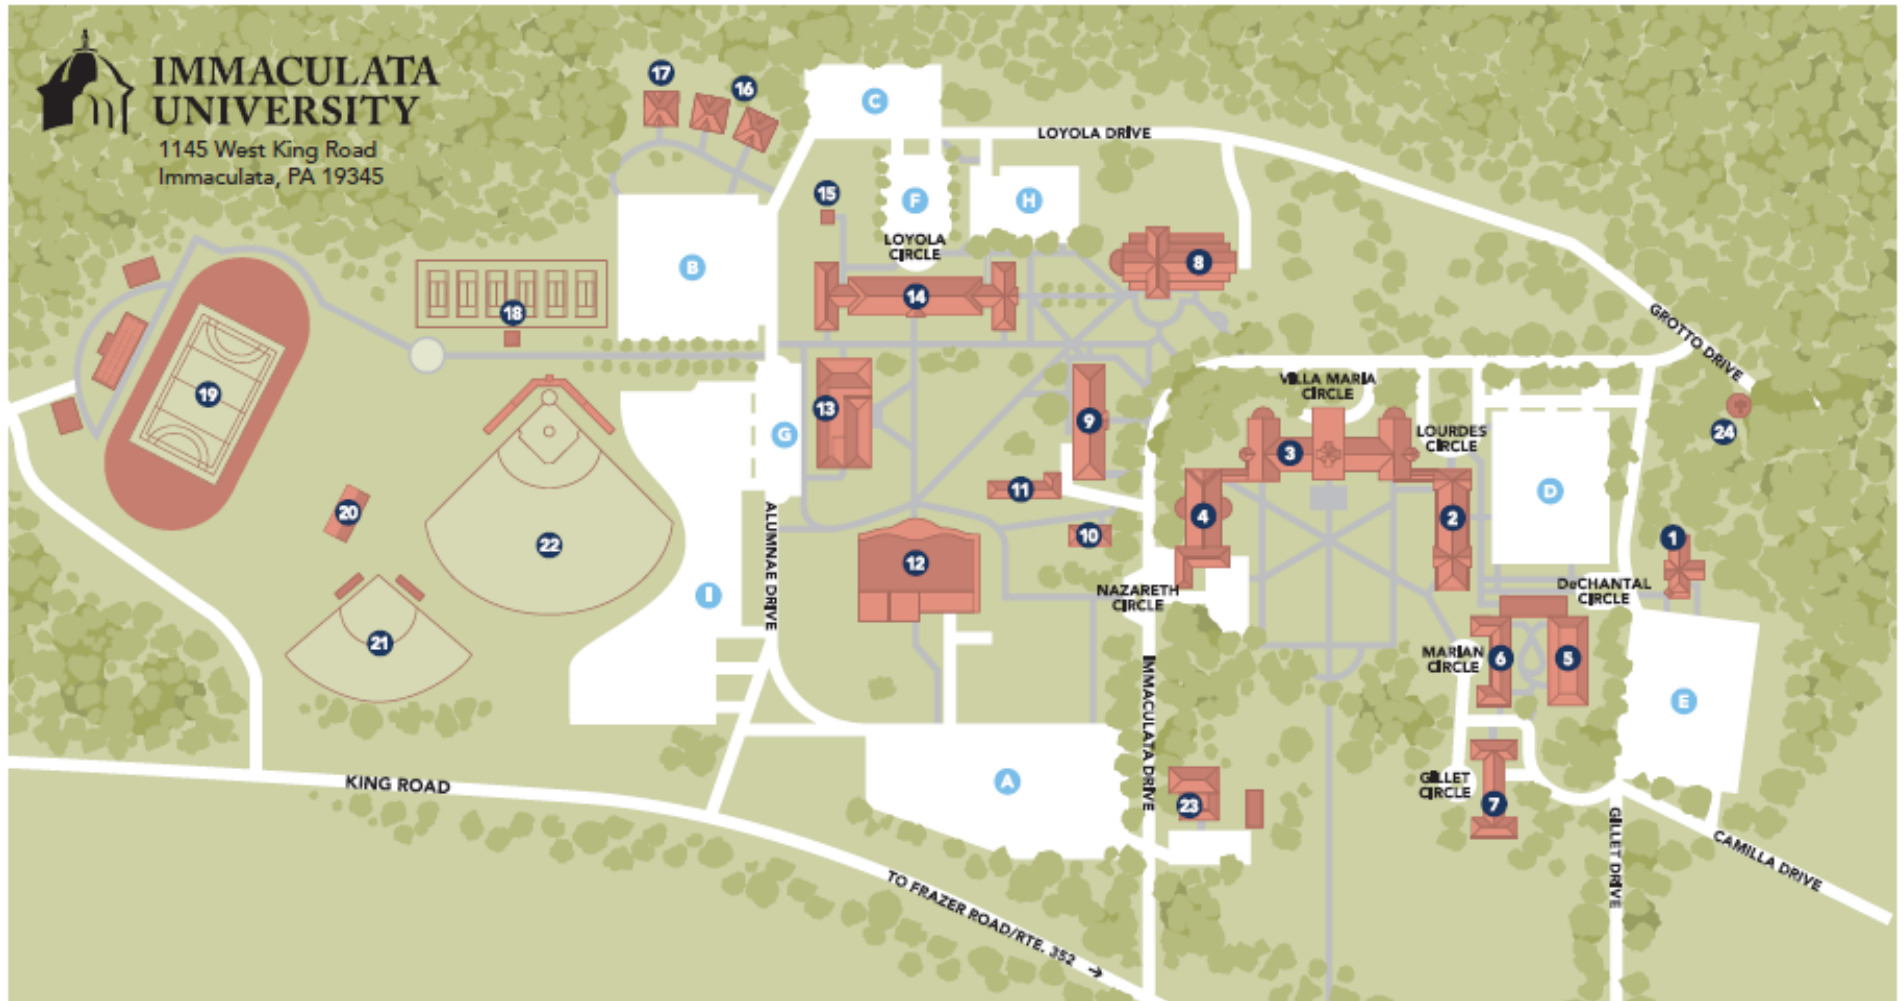 IMMACULATA
UNIVERSITY
1145 West King Road
Immaculata, PA 19345
17
16
C
LOYOLA DRIVE
15
F
H
LOYOLA
CIRCLE
B
8
14
18
GROTTO DRIVE
19
VILLA MARIA
CIRCLE
13
G
9
24
LOURDES
CIRCLE
3
11
D
20
4
2
ALUMNAE DRIVE
10
1
22
12
DeCHANTAL
CIRCLE
NAZARETH
CIRCLE
I
21
MARIAN
CIRCLE
6
5
IMMACULATA DRIVE
E
KING ROAD
A
GILLET
CIRCLE
23
7
GILLET DRIVE
CAMILLA DRIVE
TO FRAZER ROAD/RTE. 352 →